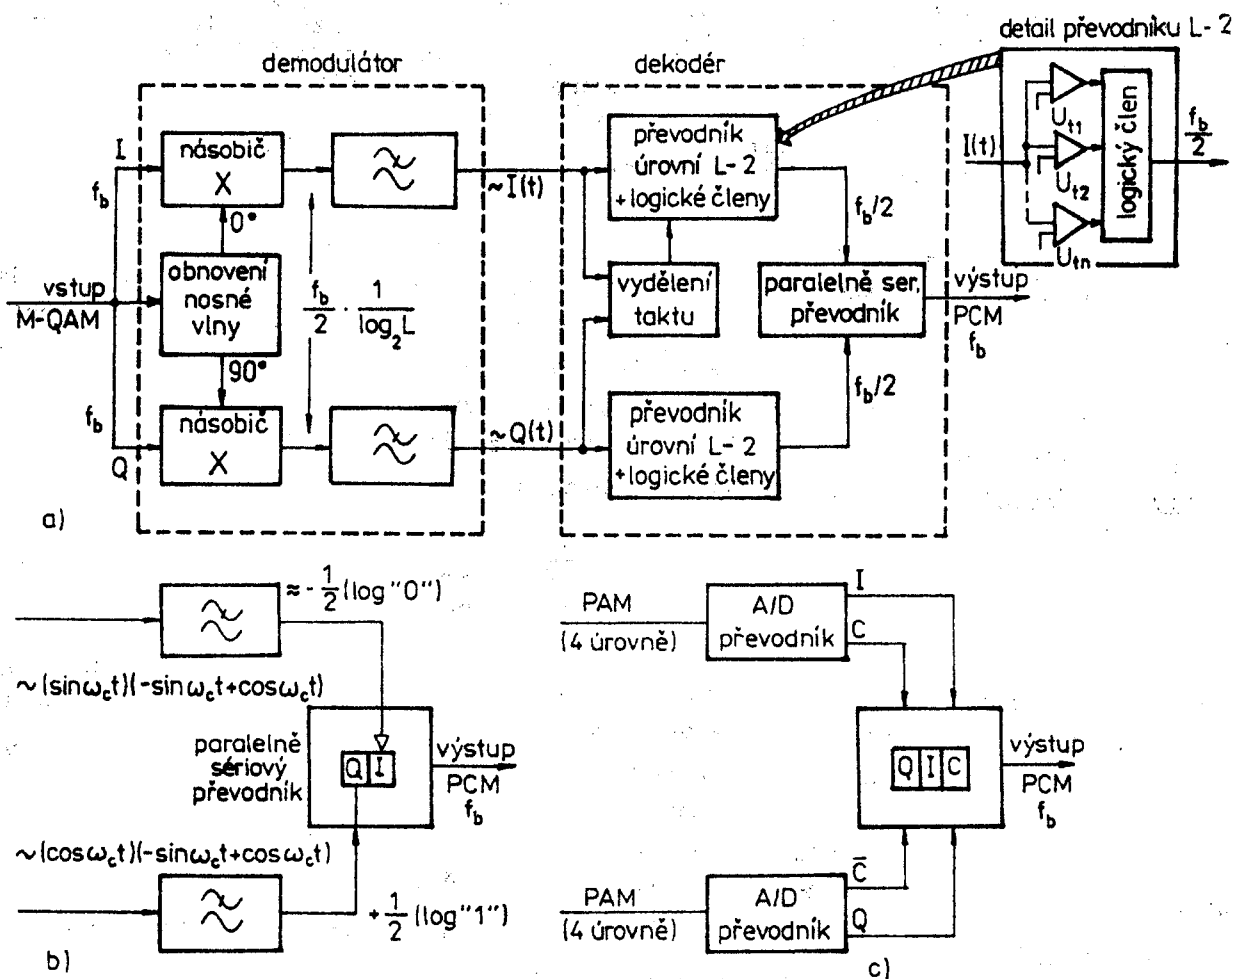 detail převodníku L-2
demodulátor
dekodér
I
f_b
násobič
X
0°
obnovení
nosné
vlny
90°
vstup
M-QAM
f_b
Q
násobič
X
f_b/2 · 1/log₂L
~I(t)
~Q(t)
převodník
úrovní L-2
+logické členy
vydělení
taktu
převodník
úrovní L-2
+logické členy
f_b/2
f_b/2
paralelně ser.
převodník
výstup
PCM
f_b
I(t)
U_t1
U_t2
U_tn
logický člen
f_b/2
a)
≈-1/2(log "0")
~(sinω_ct)(-sinω_ct+cosω_ct)
paralelně
sériový
převodník
Q I
výstup
PCM
f_b
~(cosω_ct)(-sinω_ct+cosω_ct)
+1/2(log "1")
b)
PAM
(4 úrovně)
A/D
převodník
I
C
Q I C
výstup
PCM
f_b
PAM
(4 úrovně)
A/D
převodník
C̅
Q
c)